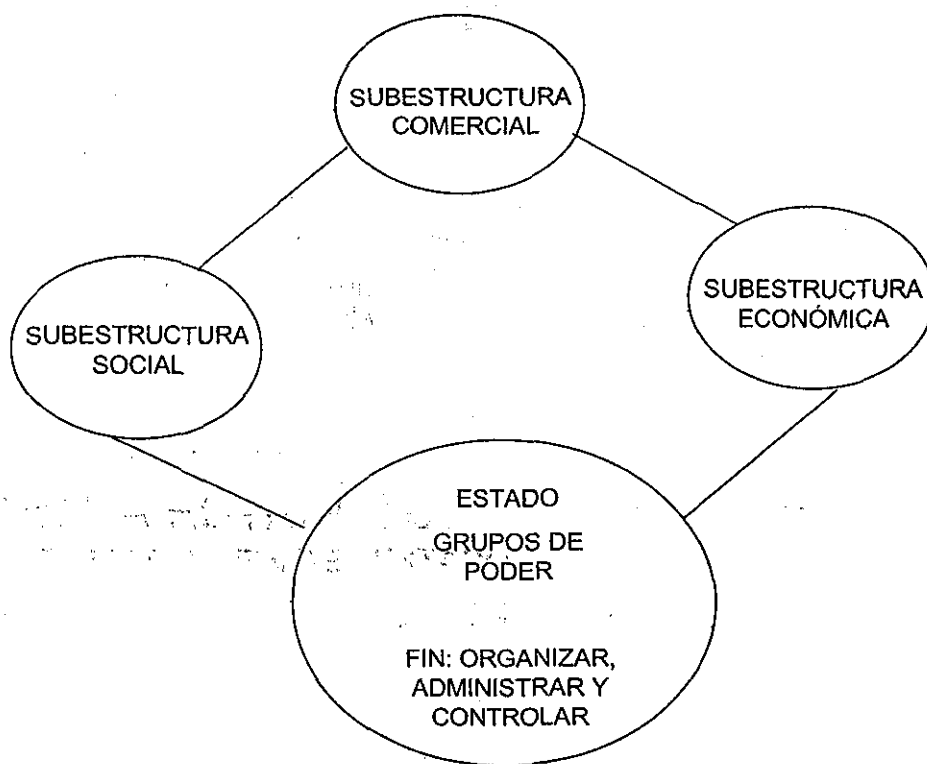 SUBESTRUCTURA
COMERCIAL
SUBESTRUCTURA
ECONÓMICA
SUBESTRUCTURA
SOCIAL
ESTADO
GRUPOS DE
PODER
FIN: ORGANIZAR,
ADMINISTRAR Y
CONTROLAR